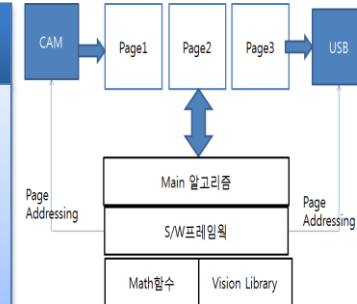 CAM
Page1
Page2
Page3
USB
Main 알고리즘
Page
Addressing
S/W프레임웍
Page
Addressing
Math함수
Vision Library